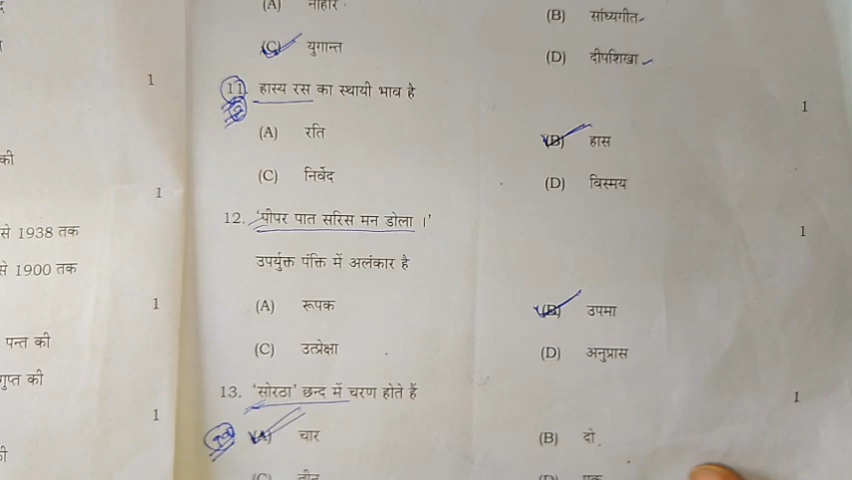 (A) नीहार
(B) सांध्यगीत
(C) युगान्त
(D) दीपशिखा
1
11. हास्य रस का स्थायी भाव है
1
(A) रति
(B) हास
की
(C) निर्वेद
(D) विस्मय
1
12. 'पीपर पात सरिस मन डोला ।'
1
से 1938 तक
उपर्युक्त पंक्ति में अलंकार है
से 1900 तक
1
(A) रूपक
(B) उपमा
पन्त की
(C) उत्प्रेक्षा
(D) अनुप्रास
गुप्त की
13. 'सोरठा' छन्द में चरण होते हैं
1
1
(A) चार
(B) दो
(C) तीन
(D) एक